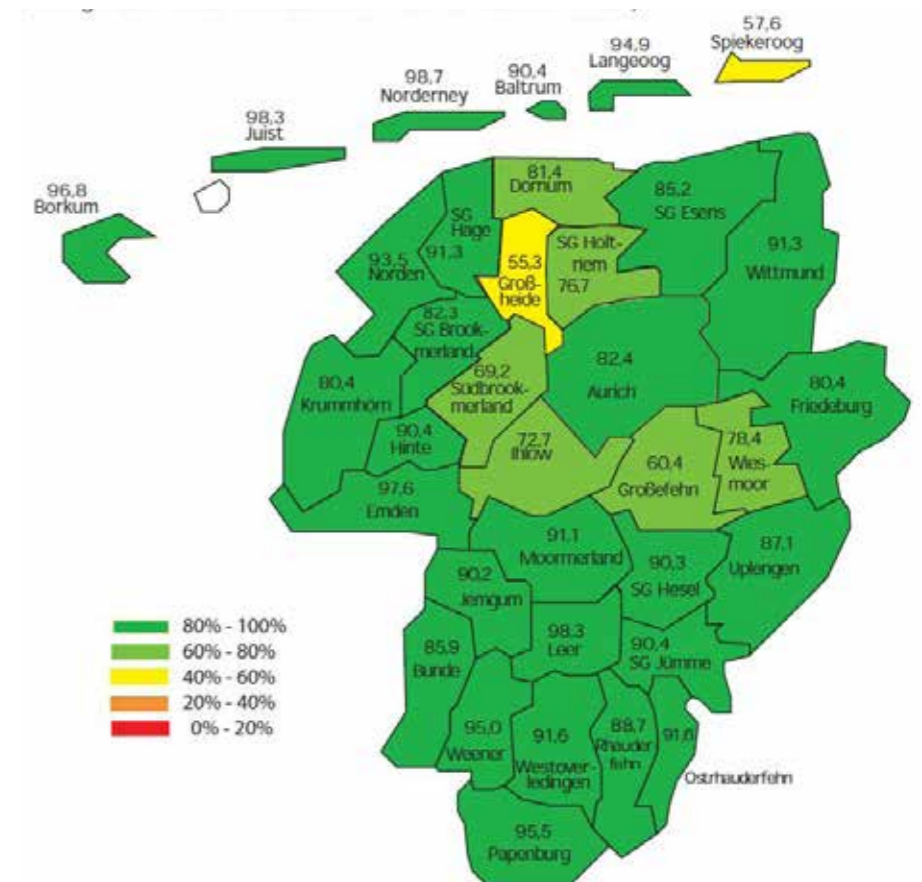 57,6
Spiekeroog
94,9
Langeoog
90,4
Baltrum
98,7
Norderney
98,3
Juist
96,8
Borkum
81,4
Dornum
85,2
SG Esens
SG
Hage
91,3
91,3
Wittmund
93,5
Norden
55,3
Groß-
heide
SG Holt-
riem
76,7
82,3
SG Brook-
merland
82,4
Aurich
69,2
Südbrook-
merland
80,4
Krummhörn
80,4
Friedeburg
90,4
Hinte
72,7
Ihlow
60,4
Großefehn
78,4
Wies-
moor
97,6
Emden
91,1
Moormerland
90,3
SG Hesel
87,1
Uplengen
90,2
Jemgum
98,3
Leer
90,4
SG Jümme
85,9
Bunde
95,0
Weener
91,6
Westover-
ledingen
88,7
Rhauder
fehn
91,6
Ostrhauderfehn
95,5
Papenburg
80% - 100%
60% - 80%
40% - 60%
20% - 40%
0% - 20%